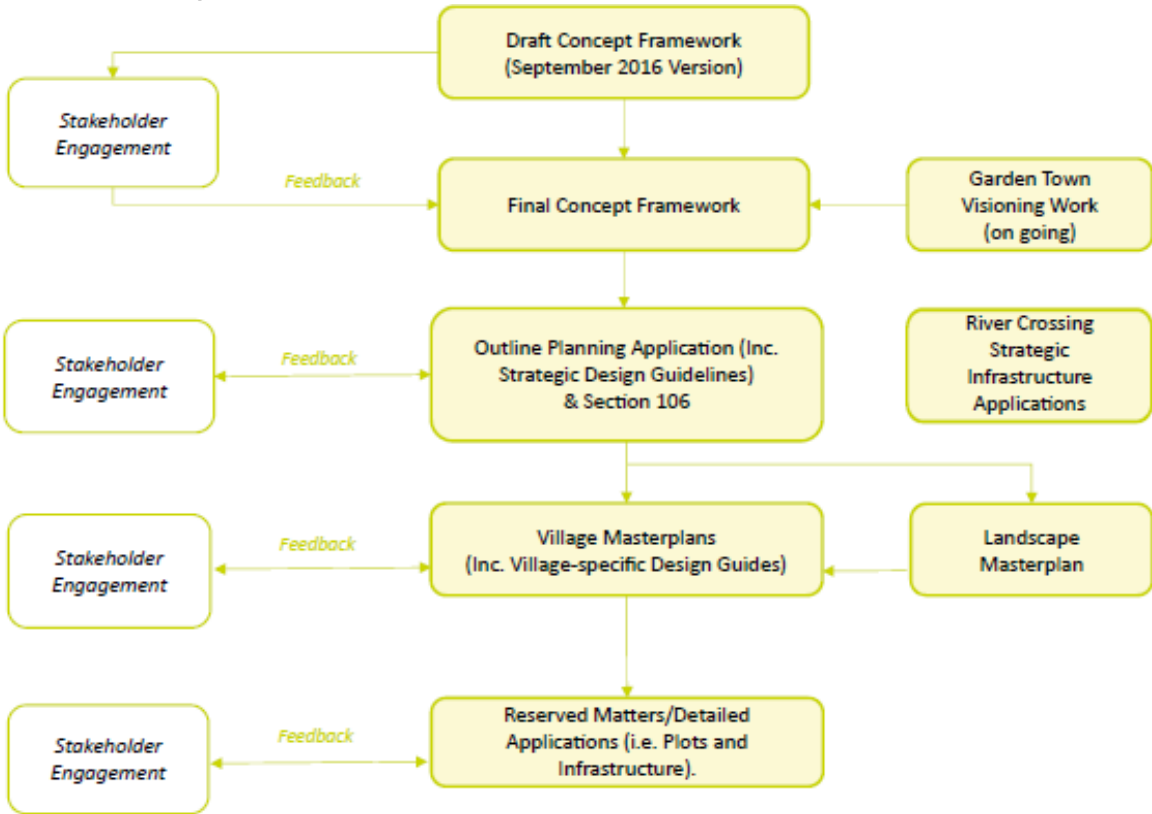 Draft Concept Framework
(September 2016 Version)
Stakeholder
Engagement
Feedback
Final Concept Framework
Garden Town
Visioning Work
(on going)
Stakeholder
Engagement
Feedback
Outline Planning Application (Inc.
Strategic Design Guidelines)
& Section 106
River Crossing
Strategic
Infrastructure
Applications
Stakeholder
Engagement
Feedback
Village Masterplans
(Inc. Village-specific Design Guides)
Landscape
Masterplan
Stakeholder
Engagement
Feedback
Reserved Matters/Detailed
Applications (i.e. Plots and
Infrastructure).